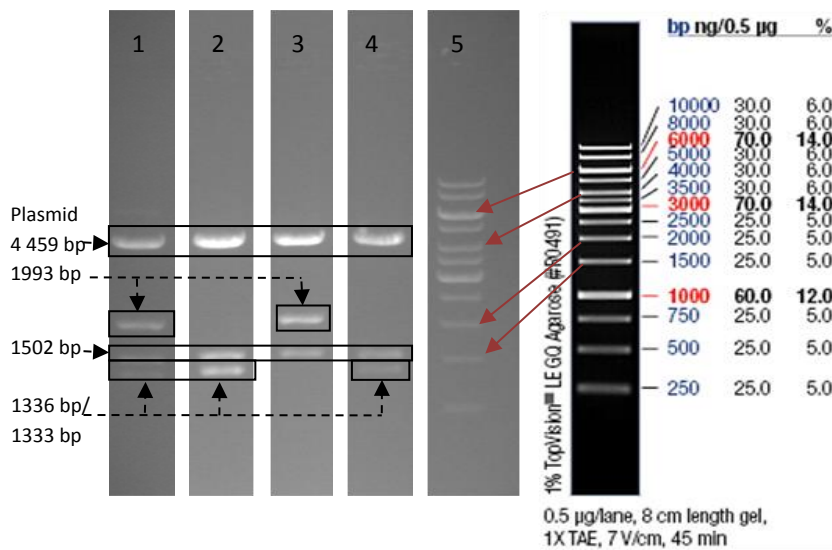 1 2 3 4 5
Plasmid
4 459 bp
1993 bp
1502 bp
1336 bp/
1333 bp
bp ng/0.5 µg %
10000 30.0 6.0
8000 30.0 6.0
6000 70.0 14.0
5000 30.0 6.0
4000 30.0 6.0
3500 30.0 6.0
3000 70.0 14.0
2500 25.0 5.0
2000 25.0 5.0
1500 25.0 5.0
1000 60.0 12.0
750 25.0 5.0
500 25.0 5.0
250 25.0 5.0
1% TopVision LE GQ Agarose
0.5 µg/lane, 8 cm length gel,
1X TAE, 7 V/cm, 45 min